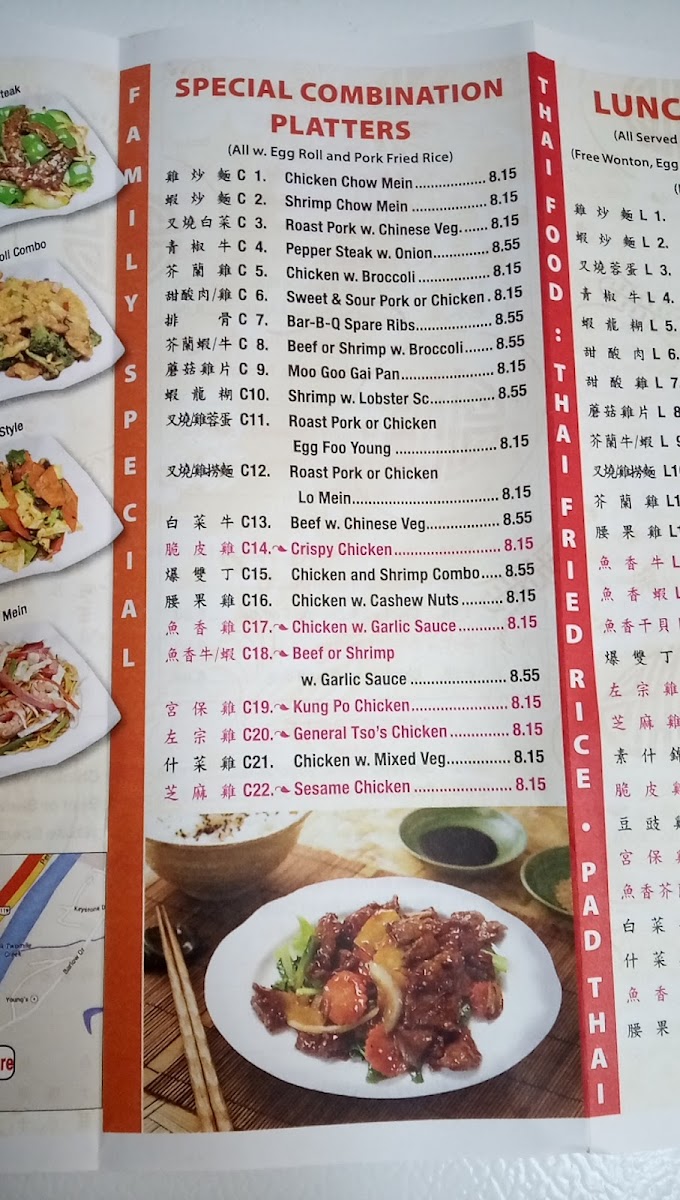 teak
oll Combo
Style
Mein
Keystone D
Twomile
Creek
Barlow Dr
Young's
re
FAMILY SPECIAL
SPECIAL COMBINATION
PLATTERS
(All w. Egg Roll and Pork Fried Rice)
雞炒麵 C 1. Chicken Chow Mein................ 8.15
蝦炒麵 C 2. Shrimp Chow Mein ................ 8.15
叉燒白菜 C 3. Roast Pork w. Chinese Veg....... 8.15
青椒牛 C 4. Pepper Steak w. Onion............. 8.55
芥蘭雞 C 5. Chicken w. Broccoli ................ 8.15
甜酸肉/雞 C 6. Sweet & Sour Pork or Chicken . 8.15
排骨 C 7. Bar-B-Q Spare Ribs................. 8.55
芥蘭蝦/牛 C 8. Beef or Shrimp w. Broccoli...... 8.55
蘑菇雞片 C 9. Moo Goo Gai Pan................... 8.15
蝦龍糊 C10. Shrimp w. Lobster Sc.............. 8.55
叉燒/雞蓉蛋 C11. Roast Pork or Chicken
Egg Foo Young ..................... 8.15
叉燒/雞撈麵 C12. Roast Pork or Chicken
Lo Mein................................ 8.15
白菜牛 C13. Beef w. Chinese Veg................ 8.55
脆皮雞 C14. Crispy Chicken...................... 8.15
爆雙丁 C15. Chicken and Shrimp Combo..... 8.55
腰果雞 C16. Chicken w. Cashew Nuts ......... 8.15
魚香雞 C17. Chicken w. Garlic Sauce .......... 8.15
魚香牛/蝦 C18. Beef or Shrimp
w. Garlic Sauce ..................... 8.55
宮保雞 C19. Kung Po Chicken..................... 8.15
左宗雞 C20. General Tso's Chicken ............ 8.15
什菜雞 C21. Chicken w. Mixed Veg.............. 8.15
芝麻雞 C22. Sesame Chicken ..................... 8.15
THAI FOOD : THAI FRIED RICE • PAD THAI
LUNC
(All Served
(Free Wonton, Egg
雞炒麵 L 1.
蝦炒麵 L 2.
叉燒蓉蛋 L 3.
青椒牛 L 4.
蝦龍糊 L 5.
甜酸肉 L 6.
甜酸雞 L 7
蘑菇雞片 L 8
芥蘭牛/蝦 L 9
叉燒/雞撈麵 L10
芥蘭雞 L1
腰果雞 L1
魚香牛 L
魚香蝦 L
魚香干貝
爆雙丁
左宗雞
芝麻雞
素什錦
脆皮雞
豆豉雞
宮保雞
魚香芥
白菜
什菜
魚香
腰果